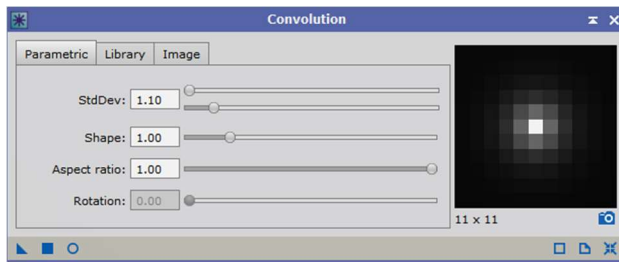 Convolution
Parametric Library Image
StdDev: 1.10
Shape: 1.00
Aspect ratio: 1.00
Rotation: 0.00
11 x 11